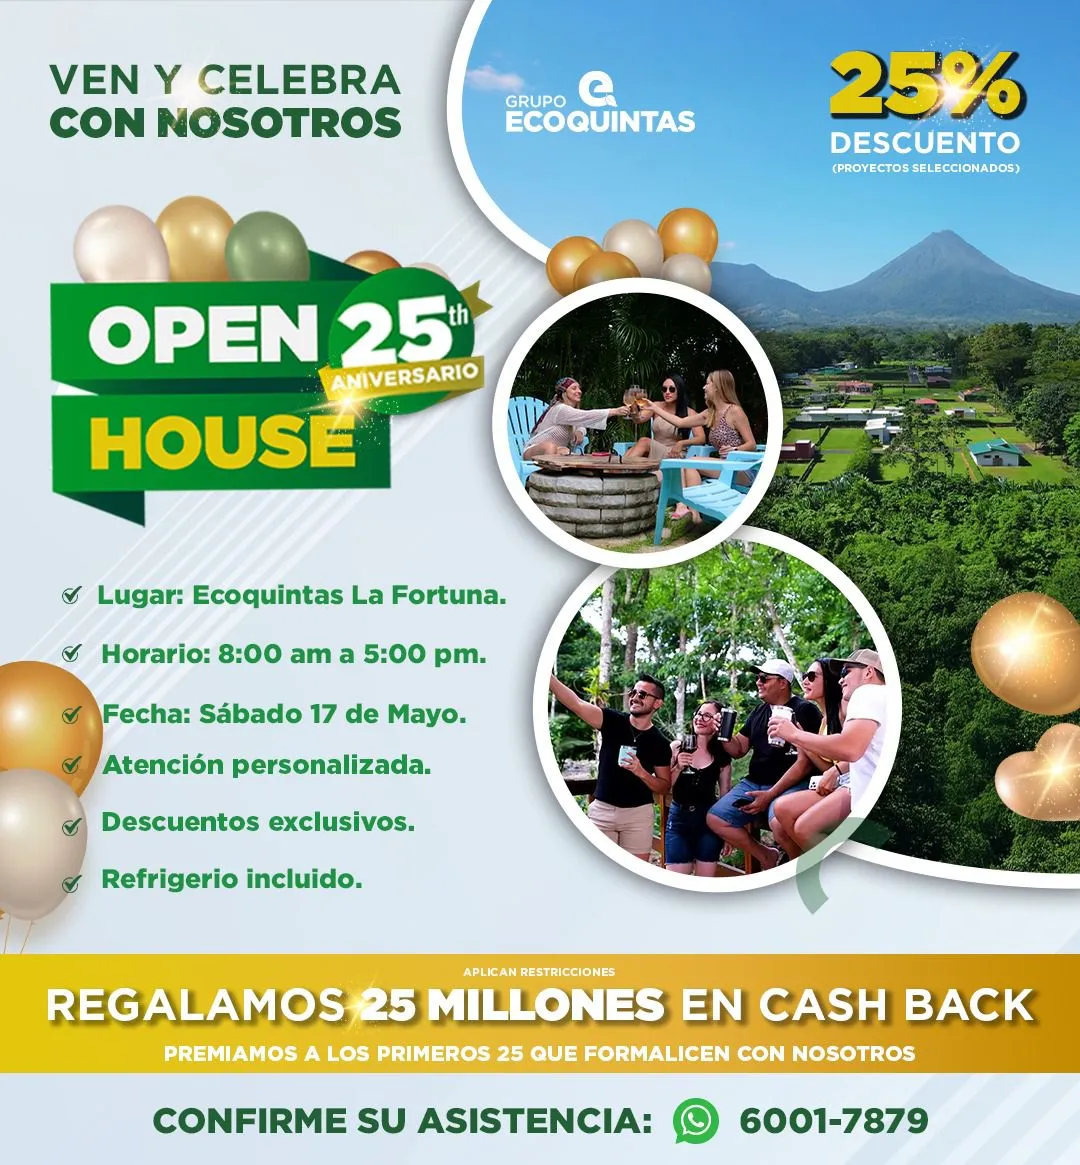 VEN Y CELEBRA
CON NOSOTROS
GRUPO
ECOQUINTAS
25%
DESCUENTO
(PROYECTOS SELECCIONADOS)
OPEN
25th
ANIVERSARIO
HOUSE
Lugar: Ecoquintas La Fortuna.
Horario: 8:00 am a 5:00 pm.
Fecha: Sábado 17 de Mayo.
Atención personalizada.
Descuentos exclusivos.
Refrigerio incluido.
APLICAN RESTRICCIONES
REGALAMOS 25 MILLONES EN CASH BACK
PREMIAMOS A LOS PRIMEROS 25 QUE FORMALICEN CON NOSOTROS
CONFIRME SU ASISTENCIA: 6001-7879